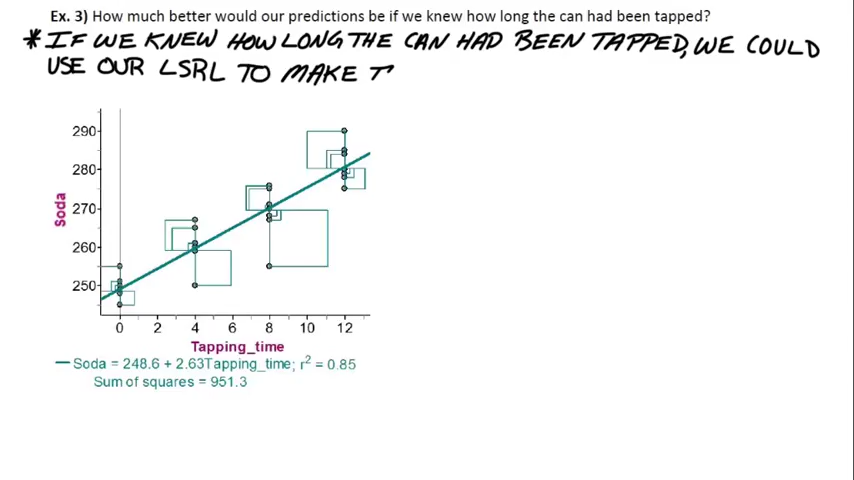 Ex. 3) How much better would our predictions be if we knew how long the can had been tapped?
* IF WE KNEW HOW LONG THE CAN HAD BEEN TAPPED, WE COULD
USE OUR LSRL TO MAKE T
290
280
270
260
250
Soda
0 2 4 6 8 10 12
Tapping_time
Soda = 248.6 + 2.63Tapping_time; r² = 0.85
Sum of squares = 951.3